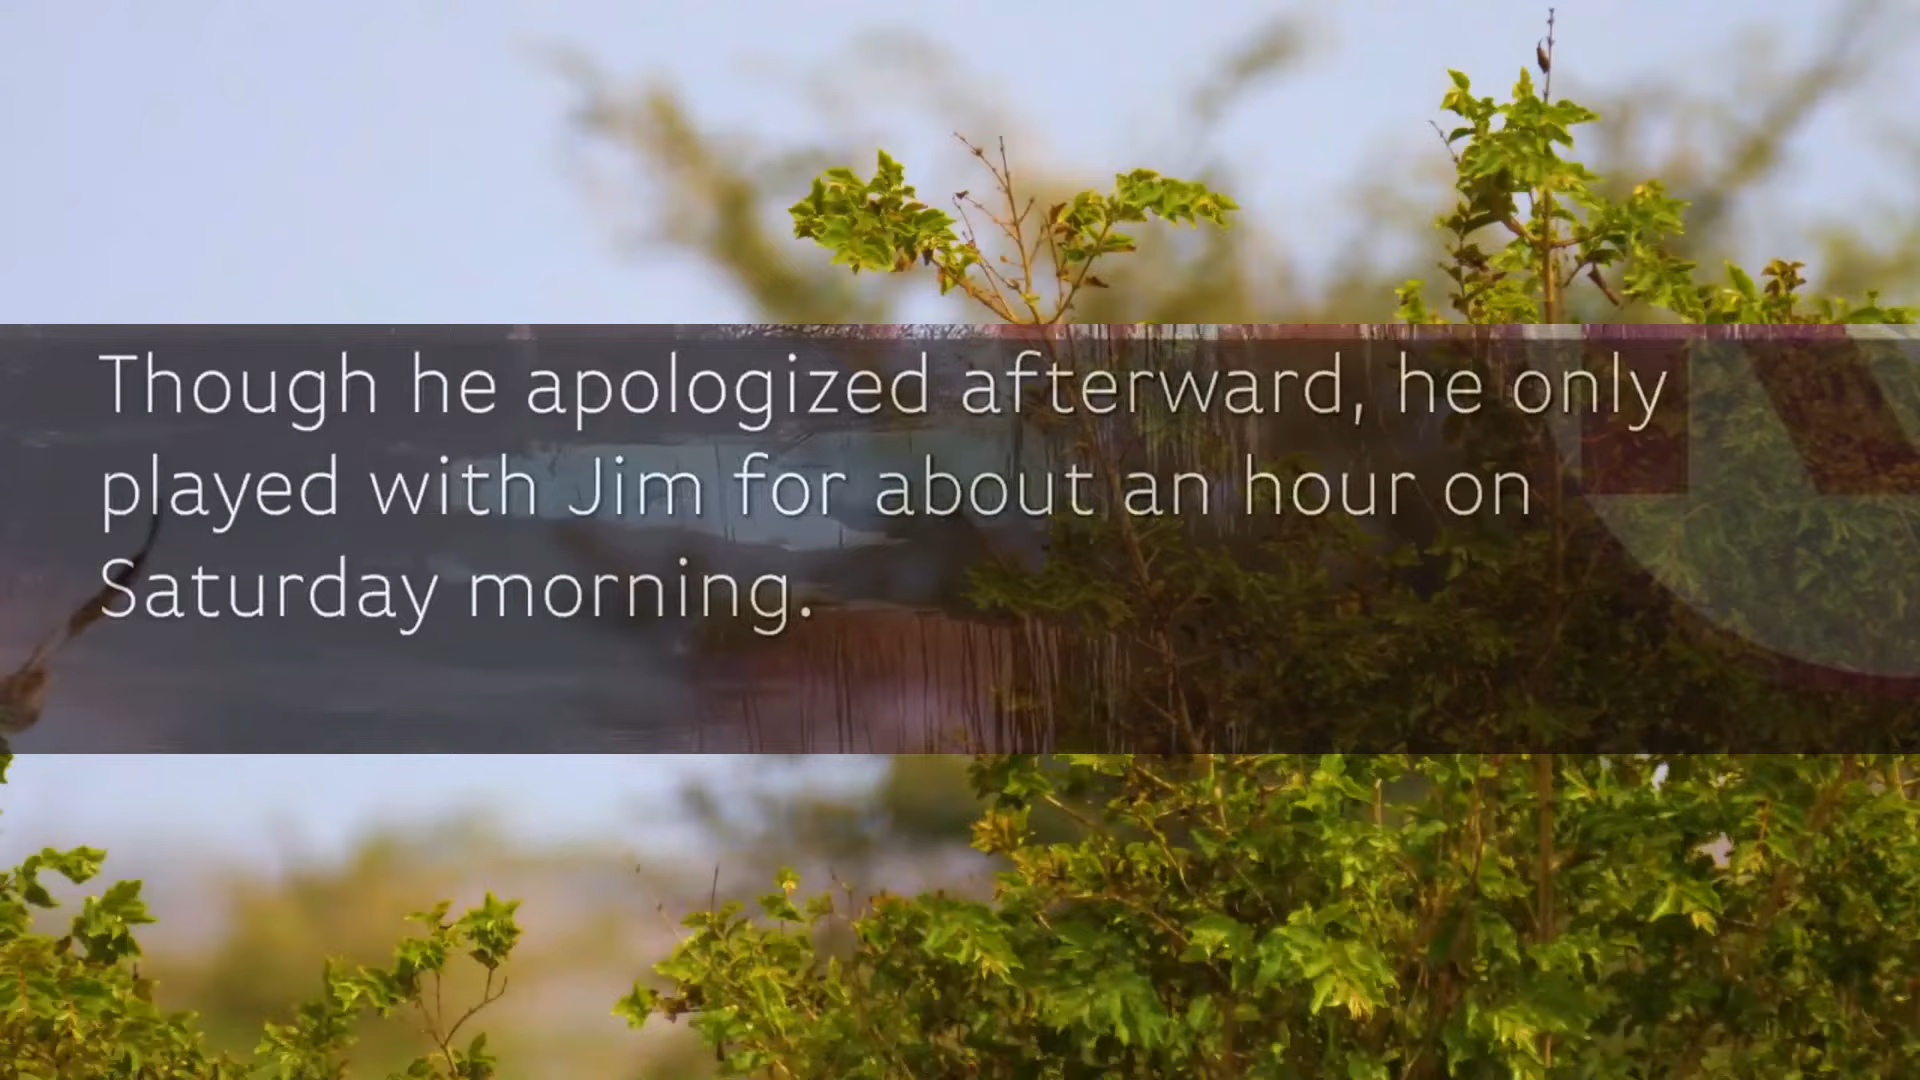 Though he apologized afterward, he only
played with Jim for about an hour on
Saturday morning.